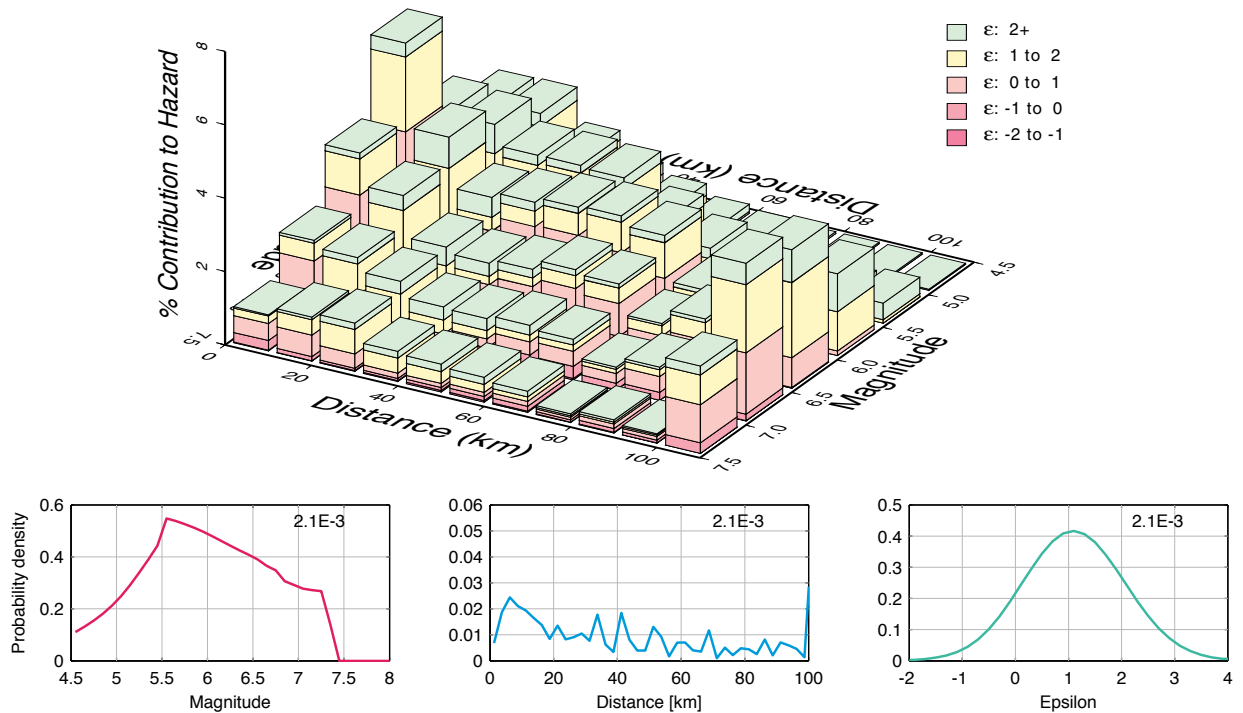 % Contribution to Hazard
8
6
4
2
ε: 2+
ε: 1 to 2
ε: 0 to 1
ε: -1 to 0
ε: -2 to -1
Distance (km)
60
80
100
4.5
5.0
5.5
6.0
6.5
7.0
7.5
Magnitude
7.5
0
20
40
60
80
100
Distance (km)
Probability density
0.6
0.4
0.2
0
2.1E-3
4.5 5 5.5 6 6.5 7 7.5 8
Magnitude
0.06
0.05
0.04
0.03
0.02
0.01
0
2.1E-3
0 20 40 60 80 100
Distance [km]
0.5
0.4
0.3
0.2
0.1
0
2.1E-3
-2 -1 0 1 2 3 4
Epsilon